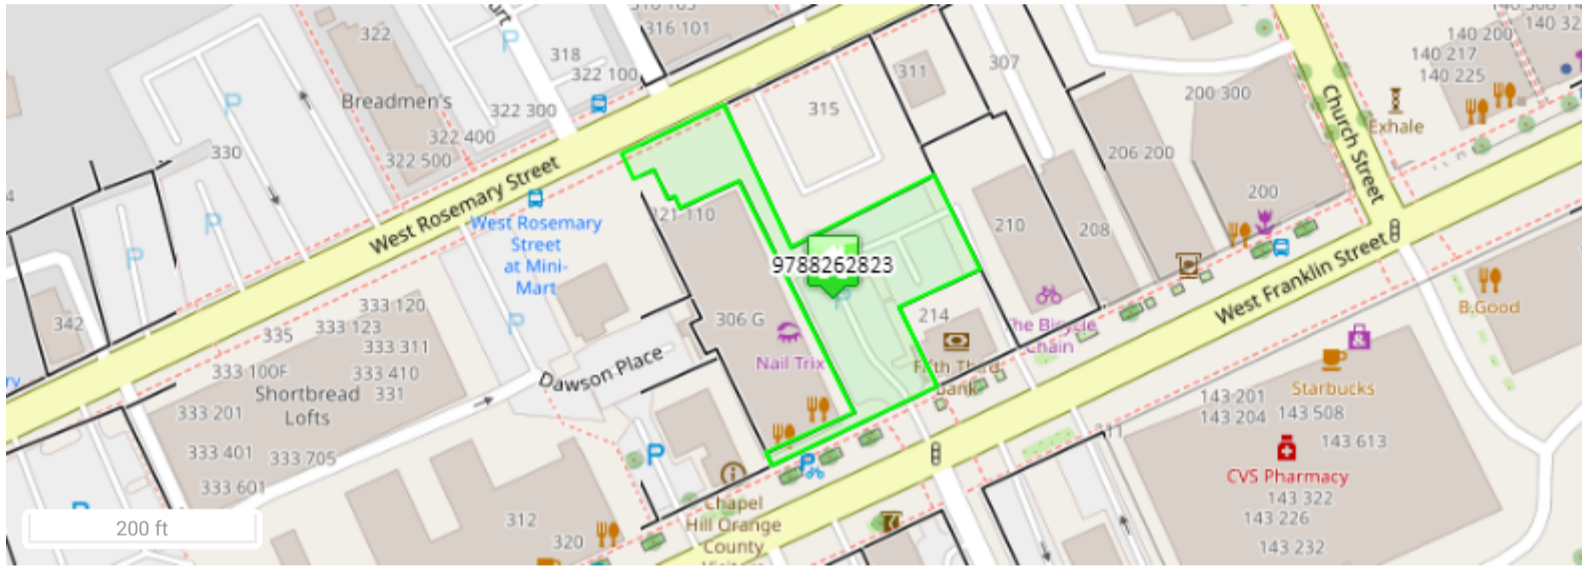 322
316 101
318
322 100
Breadmen's
322 300
322 400
322 500
330
West Rosemary Street
West Rosemary
Street
at Mini-
Mart
342
335
333 120
333 123
333 311
333 100F
333 410
331
Shortbread
Lofts
333 201
333 401
333 705
333 601
Dawson Place
312
320
200 ft
315
311
307
121 110
9788262823
306 G
Nail Trix
214
Fifth Third
Bank
210
208
The Bicycle
Chain
206 200
200 300
200
Church Street
Exhale
140 200
140 217
140 225
West Franklin Street
B.Good
Starbucks
143 201
143 204
143 508
143 613
CVS Pharmacy
143 322
143 226
143 232
Chapel
Hill Orange
County
P
P
P
P
P
P
P
P
P